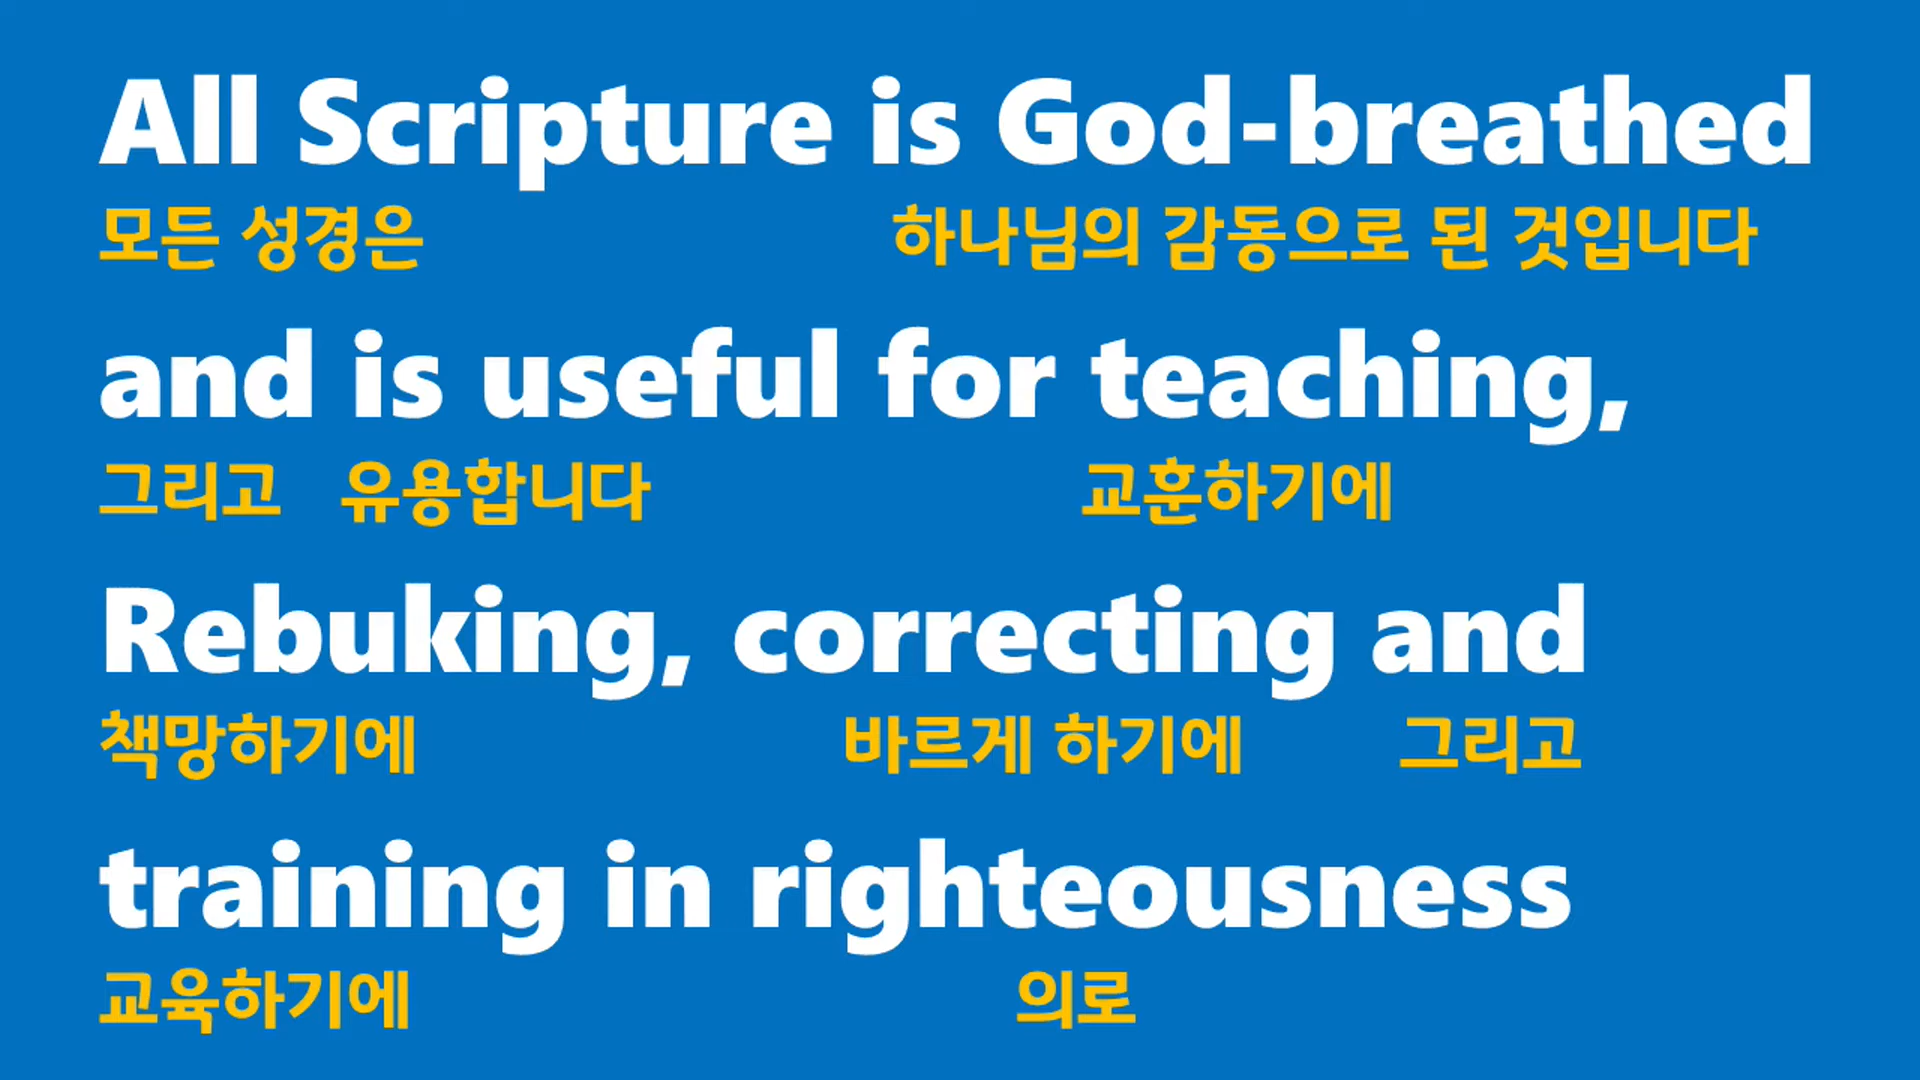 All Scripture is God-breathed
모든 성경은 하나님의 감동으로 된 것입니다
and is useful for teaching,
그리고 유용합니다 교훈하기에
Rebuking, correcting and
책망하기에 바르게 하기에 그리고
training in righteousness
교육하기에 의로